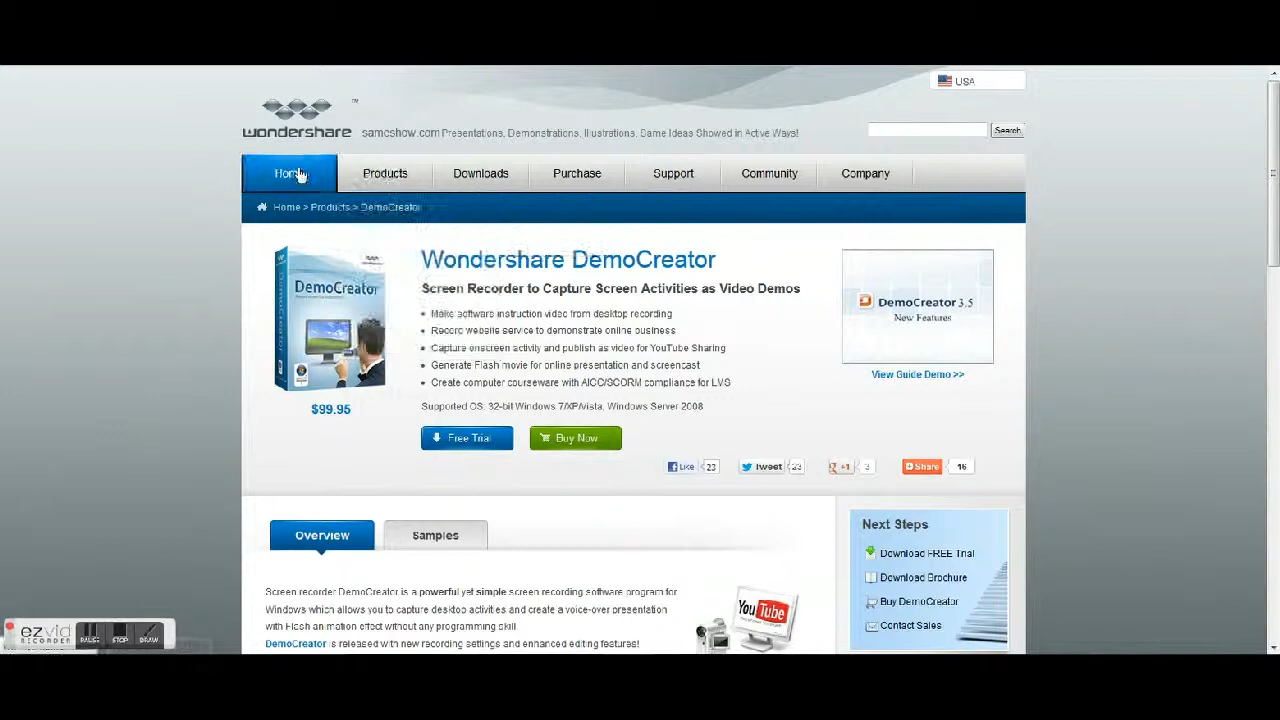 USA
wondershare ™
sameshow.com Presentations, Demonstrations, Illustrations, Same Ideas Showed in Active Ways!
Search
Home Products Downloads Purchase Support Community Company
Home > Products > DemoCreator
Wondershare DemoCreator
Screen Recorder to Capture Screen Activities as Video Demos
Make software instruction video from desktop recording
Record website service to demonstrate online business
Capture onscreen activity and publish as video for YouTube Sharing
Generate Flash movie for online presentation and screencast
Create computer courseware with AICC/SCORM compliance for LMS
Supported OS: 32-bit Windows 7/XP/Vista, Windows Server 2008
DemoCreator
DemoCreator
$99.95
DemoCreator 3.5
New Features
View Guide Demo >>
Free Trial Buy Now
Like 23 Tweet 23 +1 3 Share 16
Overview Samples
Screen recorder DemoCreator is a powerful yet simple screen recording software program for
Windows which allows you to capture desktop activities and create a voice-over presentation
with Flash animation effect without any programming skill.
DemoCreator is released with new recording settings and enhanced editing features!
YouTube
Next Steps
Download FREE Trial
Download Brochure
Buy DemoCreator
Contact Sales
ezvid
RECORDER
PAUSE STOP DRAW